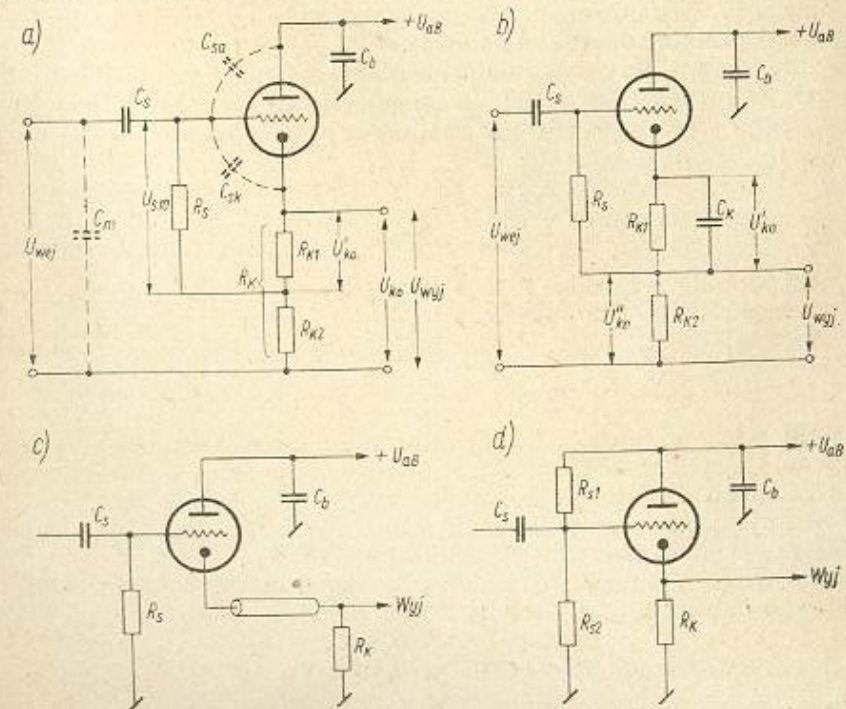 a)
C_sa
+U_aB
C_b
C_s
C_sk
U_sm
R_s
C_m
U_wej
R_K
R_K1
U'_ko
R_K2
U_ko
U_wyj
b)
+U_aB
C_b
C_s
R_s
U_wej
R_K1
C_K
U'_ko
U''_ko
R_K2
U_wyj.
c)
+U_aB
C_b
C_s
R_s
Wyj
R_K
d)
+U_aB
R_s1
C_b
C_s
Wyj
R_s2
R_K